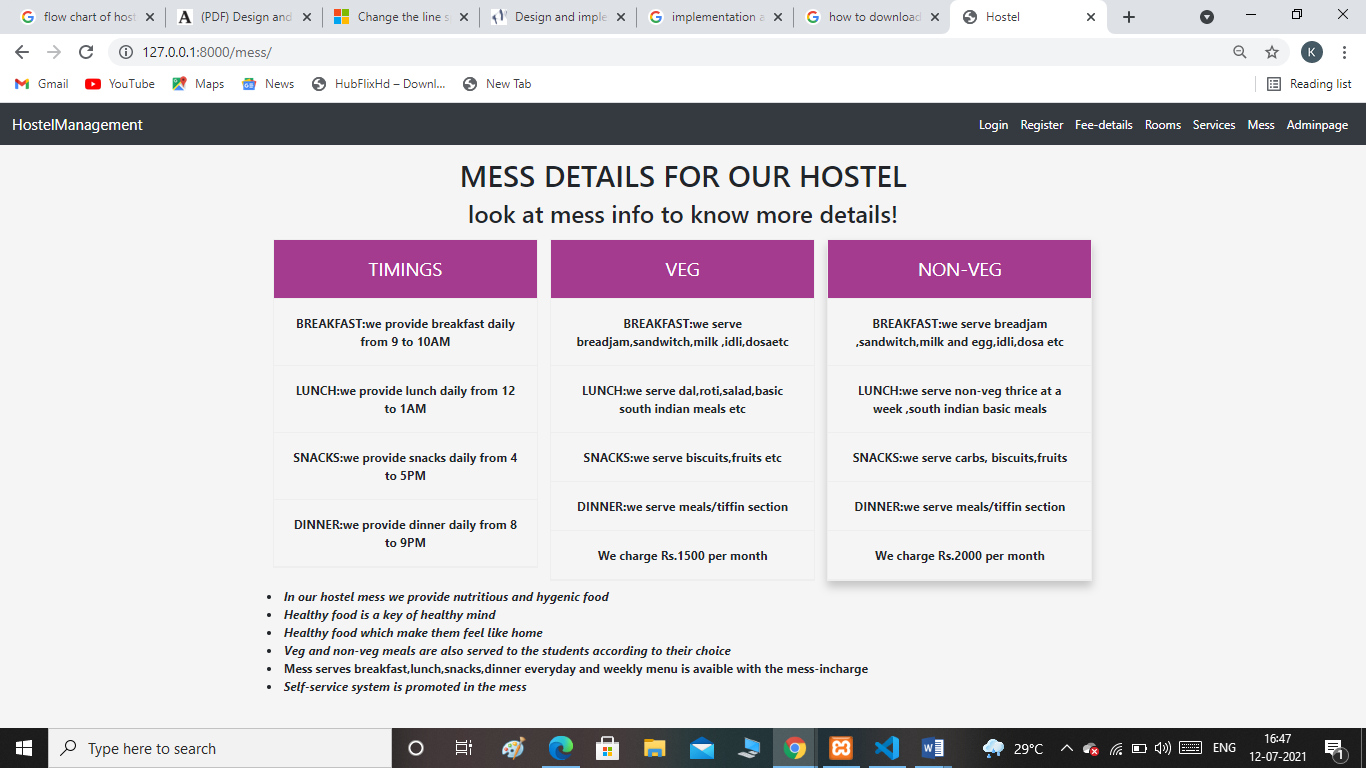 flow chart of host
(PDF) Design and
Change the line s
Design and imple
implementation a
how to download
Hostel
127.0.0.1:8000/mess/
K
Gmail
YouTube
Maps
News
HubFlixHd – Downl...
New Tab
Reading list
HostelManagement
Login Register Fee-details Rooms Services Mess Adminpage
MESS DETAILS FOR OUR HOSTEL
look at mess info to know more details!
TIMINGS
BREAKFAST:we provide breakfast daily
from 9 to 10AM
LUNCH:we provide lunch daily from 12
to 1AM
SNACKS:we provide snacks daily from 4
to 5PM
DINNER:we provide dinner daily from 8
to 9PM
VEG
BREAKFAST:we serve
breadjam,sandwitch,milk ,idli,dosaetc
LUNCH:we serve dal,roti,salad,basic
south indian meals etc
SNACKS:we serve biscuits,fruits etc
DINNER:we serve meals/tiffin section
We charge Rs.1500 per month
NON-VEG
BREAKFAST:we serve breadjam
,sandwitch,milk and egg,idli,dosa etc
LUNCH:we serve non-veg thrice at a
week ,south indian basic meals
SNACKS:we serve carbs, biscuits,fruits
DINNER:we serve meals/tiffin section
We charge Rs.2000 per month
• In our hostel mess we provide nutritious and hygenic food
• Healthy food is a key of healthy mind
• Healthy food which make them feel like home
• Veg and non-veg meals are also served to the students according to their choice
• Mess serves breakfast,lunch,snacks,dinner everyday and weekly menu is avaible with the mess-incharge
• Self-service system is promoted in the mess
Type here to search
29°C
ENG
16:47
12-07-2021
1